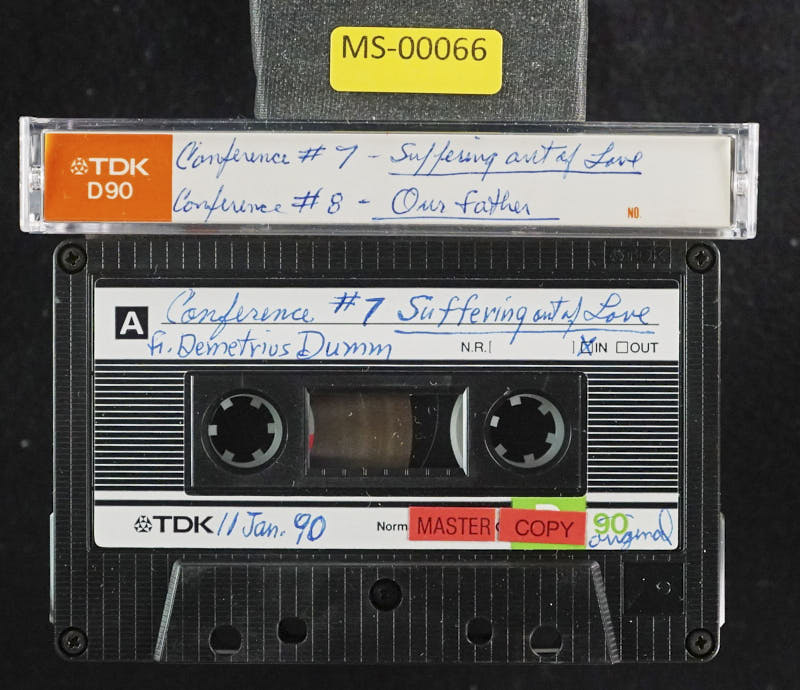 MS-00066
TDK Conference # 7 - Suffering out of Love
D90 Conference # 8 - Our Father
NO.
A Conference #7 Suffering out of Love
fr. Demetrius Dumm N.R. IN OUT
TDK 11 Jan. 90 Norm MASTER COPY 90 original